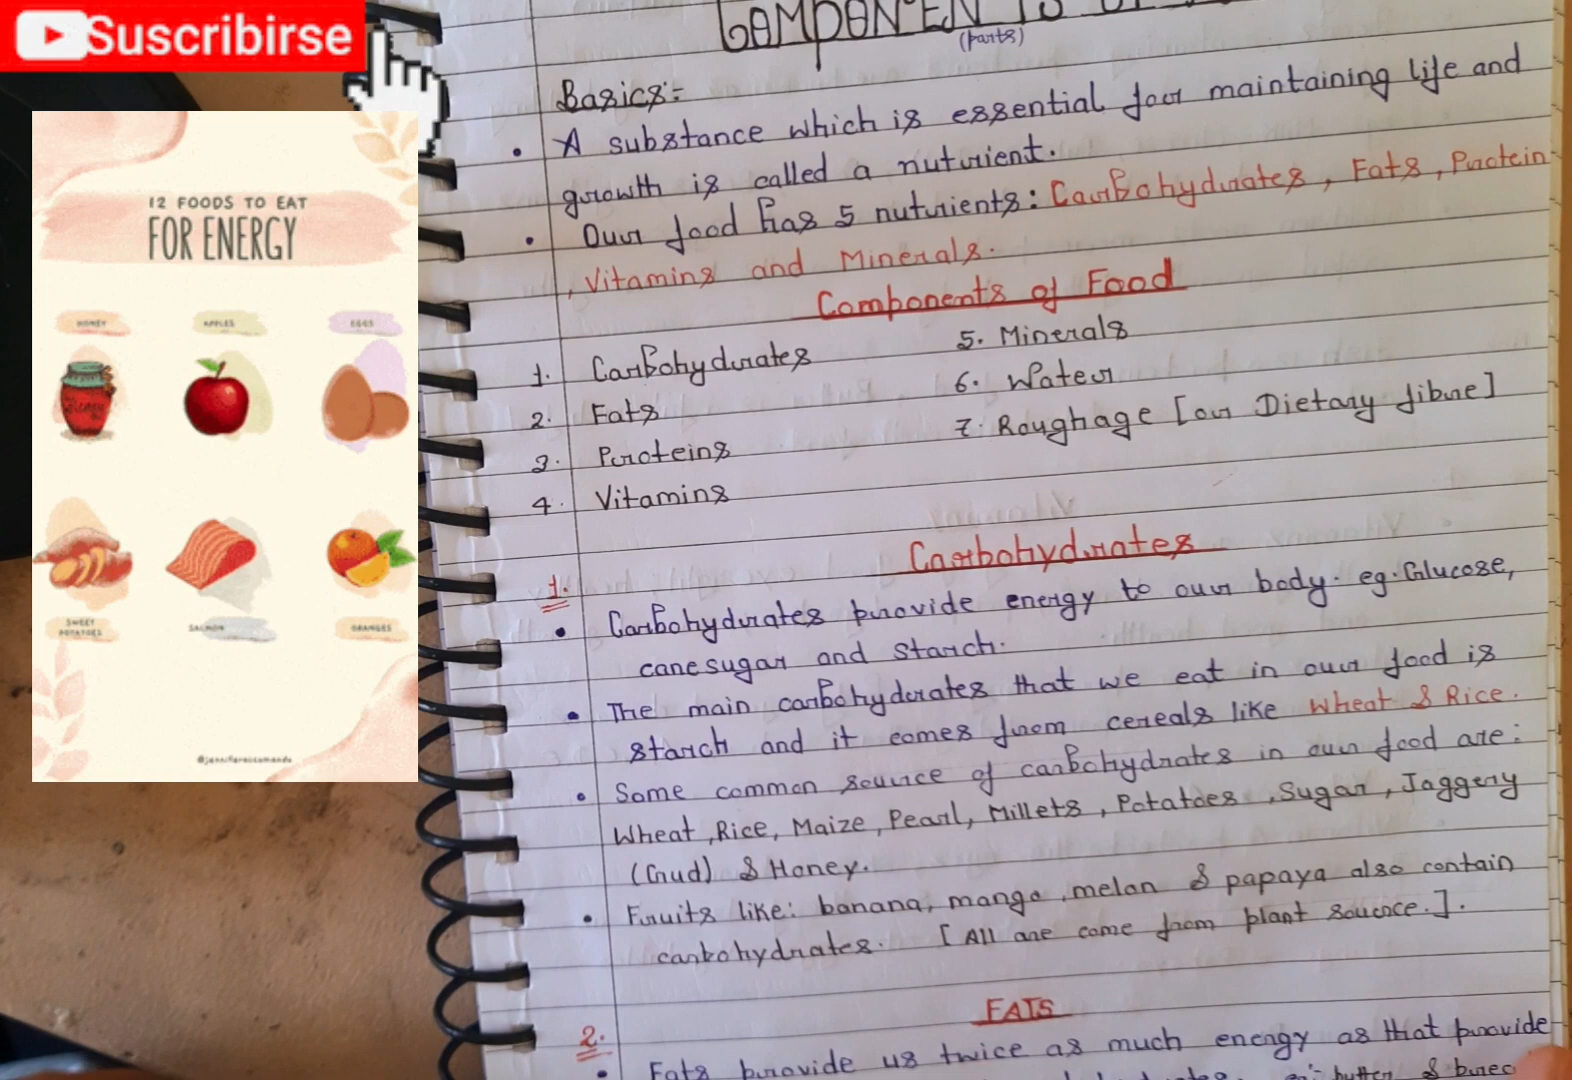 Suscribirse
12 FOODS TO EAT
FOR ENERGY
HONEY
APPLES
EGGS
SWEET
POTATOES
SALMON
ORANGES
COMPONENTS
(parts)
Basics:-
• A substance which is essential for maintaining life and
growth is called a nutrient.
• Our food has 5 nutrients: Carbohydrates, Fats, Protein
, Vitamins and Minerals.
Components of Food
1. Carbohydrates
2. Fats
3. Proteins
4. Vitamins
5. Minerals
6. Water
7. Roughage [or Dietary fibre]
1. Carbohydrates
• Carbohydrates provide energy to our body. eg. Glucose,
cane sugar and starch.
• The main carbohydrates that we eat in our food is
starch and it comes from cereals like Wheat & Rice.
• Some common source of carbohydrates in our food are:
Wheat, Rice, Maize, Pearl, Millets, Potatoes, Sugar, Jaggery
(Gud) & Honey.
• Fruits like: banana, mango, melan & papaya also contain
carbohydrates. [All are come from plant source.].
2. FATS
• Fats provide us twice as much energy as that provide
butter &